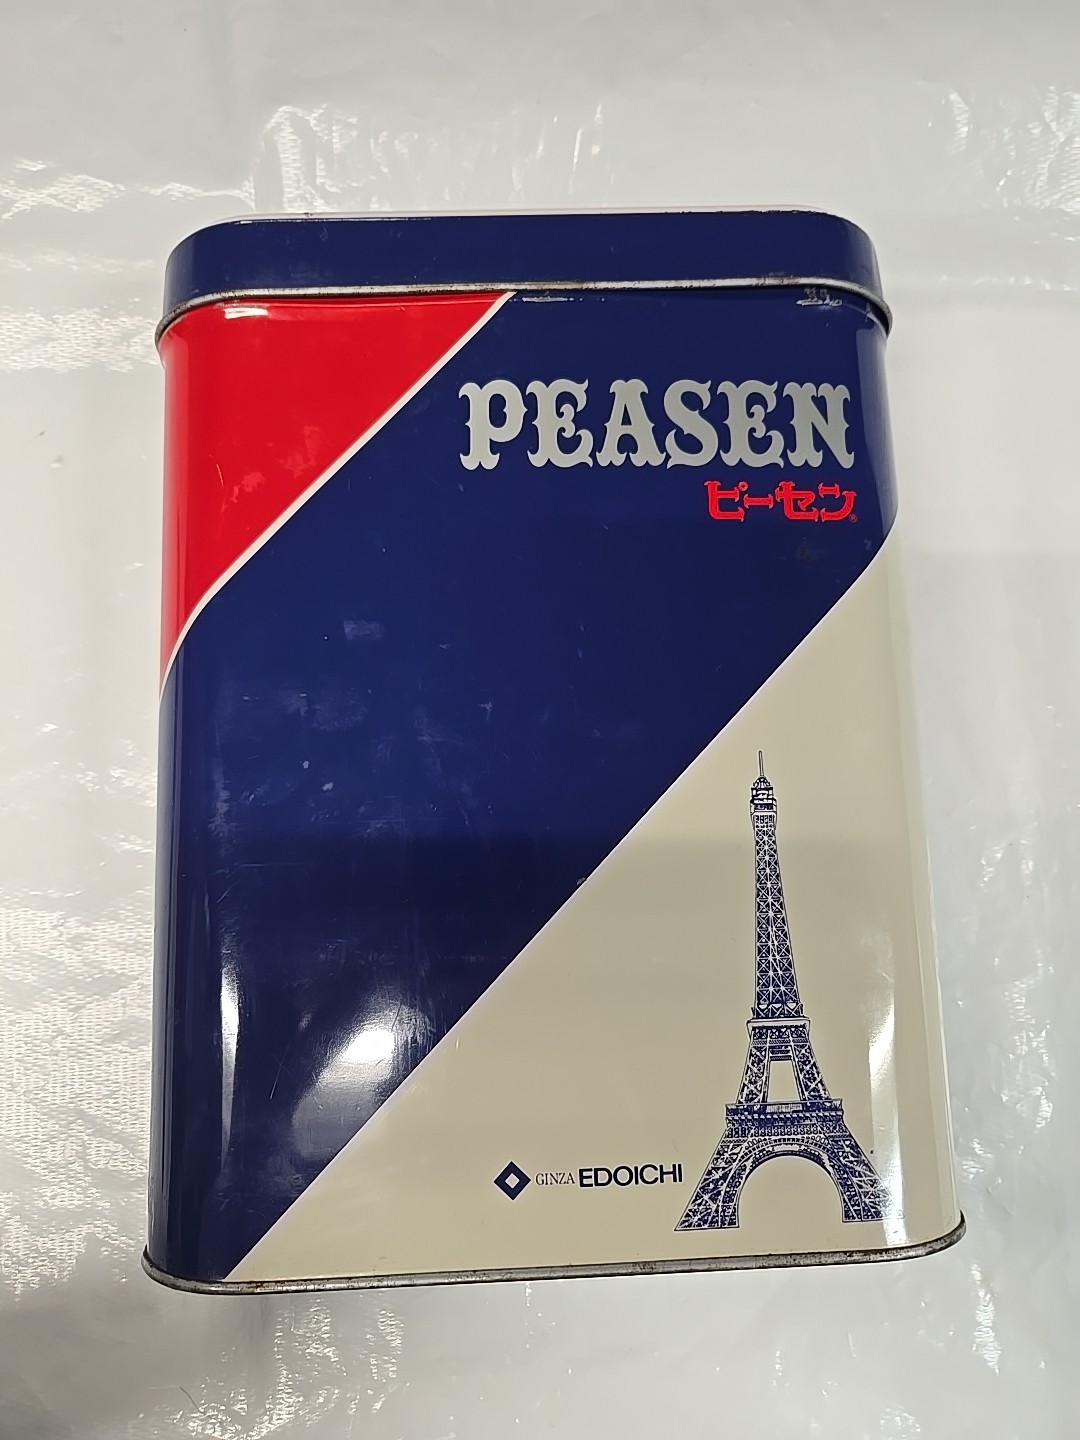 PEASEN
ピーセン®
GINZA EDOICHI